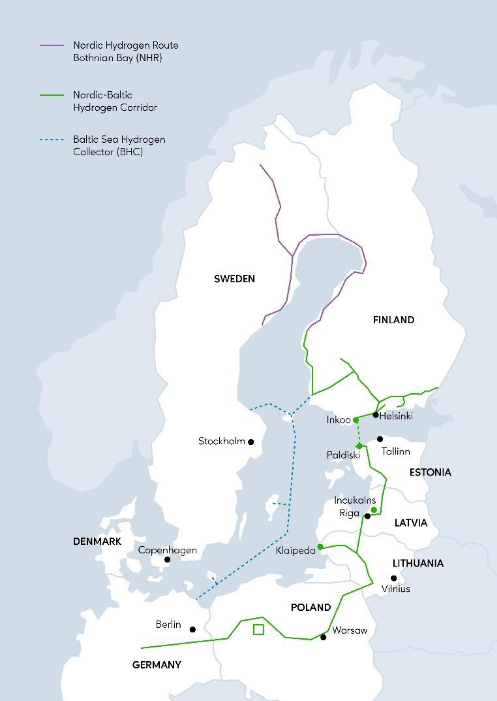 Nordic Hydrogen Route
Bothnian Bay (NHR)
Nordic-Baltic
Hydrogen Corridor
Baltic Sea Hydrogen
Collector (BHC)
SWEDEN
FINLAND
Inkoo
Helsinki
Stockholm
Tallinn
Paldiski
ESTONIA
Incukalns
Riga
LATVIA
DENMARK
Copenhagen
Klaipeda
LITHUANIA
Vilnius
POLAND
Berlin
Warsaw
GERMANY